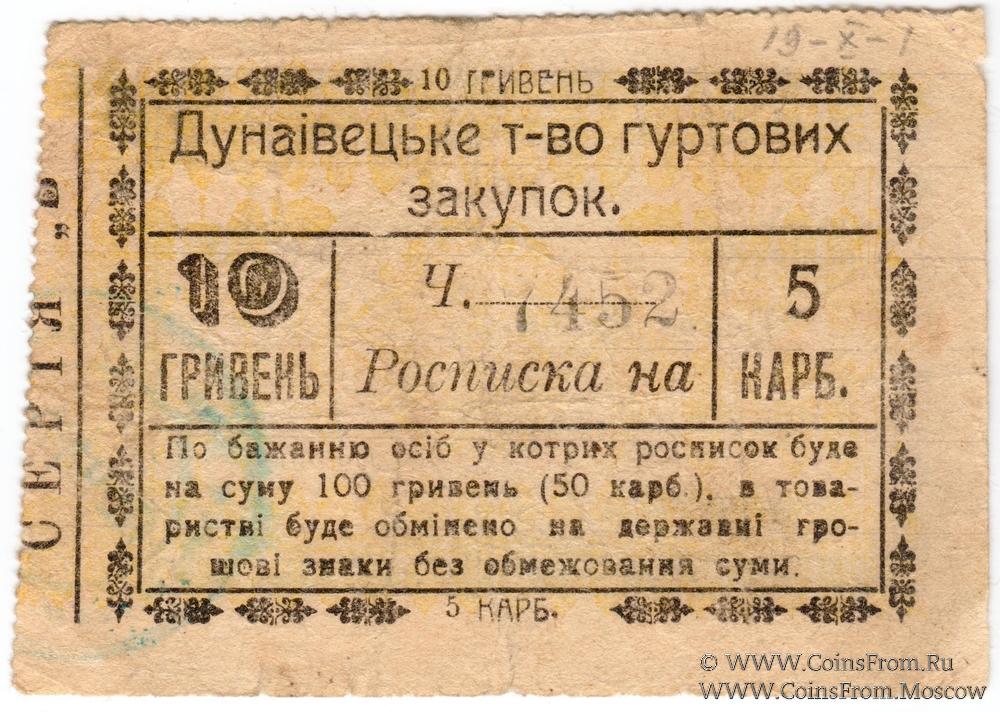 19-X-1
10 ГРИВЕНЬ
Дунаівецьке т-во гуртових
закупок.
10
ГРИВЕНЬ
Ч. 7452
Росписка на
5
КАРБ.
По бажанню осіб у котрих росписок буде
на суму 100 гривень (50 карб.), в това-
ристві буде обмінено на державні гро-
шові знаки без обмежовання суми.
5 КАРБ.
СЕРІЯ „В
© WWW.CoinsFrom.Ru
WWW.CoinsFrom.Moscow